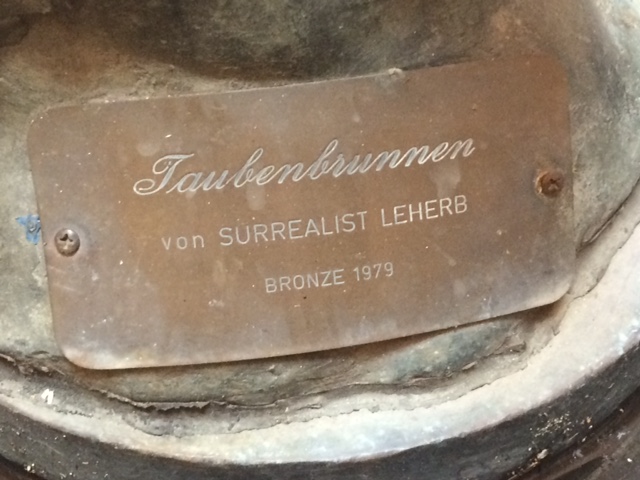 Taubenbrunnen
von SURREALIST LEHERB
BRONZE 1979